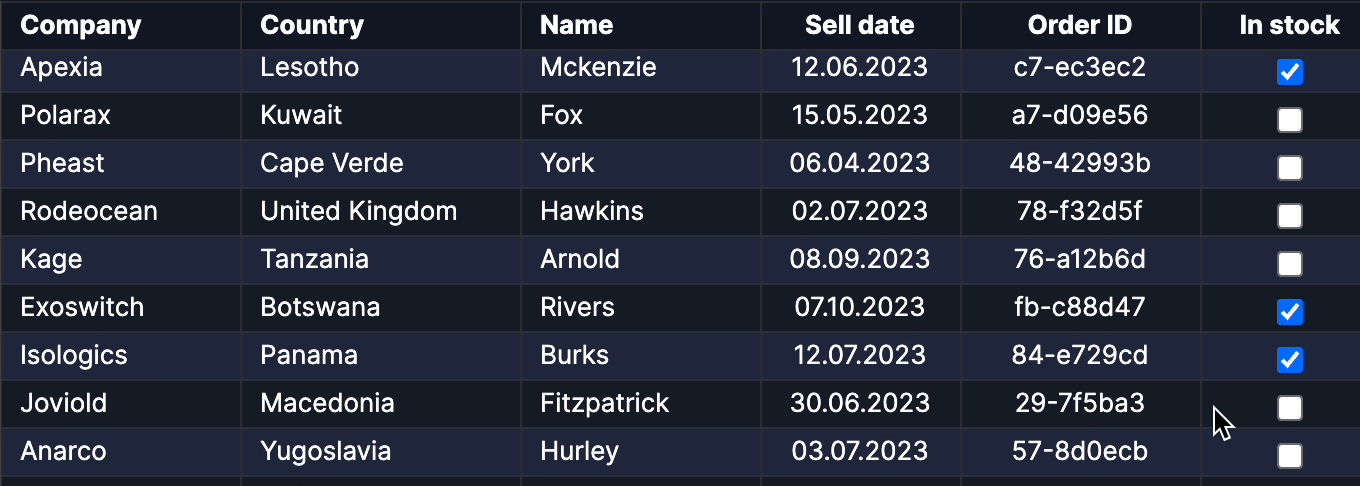 Company Country Name Sell date Order ID In stock
Apexia Lesotho Mckenzie 12.06.2023 c7-ec3ec2
Polarax Kuwait Fox 15.05.2023 a7-d09e56
Pheast Cape Verde York 06.04.2023 48-42993b
Rodeocean United Kingdom Hawkins 02.07.2023 78-f32d5f
Kage Tanzania Arnold 08.09.2023 76-a12b6d
Exoswitch Botswana Rivers 07.10.2023 fb-c88d47
Isologics Panama Burks 12.07.2023 84-e729cd
Joviold Macedonia Fitzpatrick 30.06.2023 29-7f5ba3
Anarco Yugoslavia Hurley 03.07.2023 57-8d0ecb